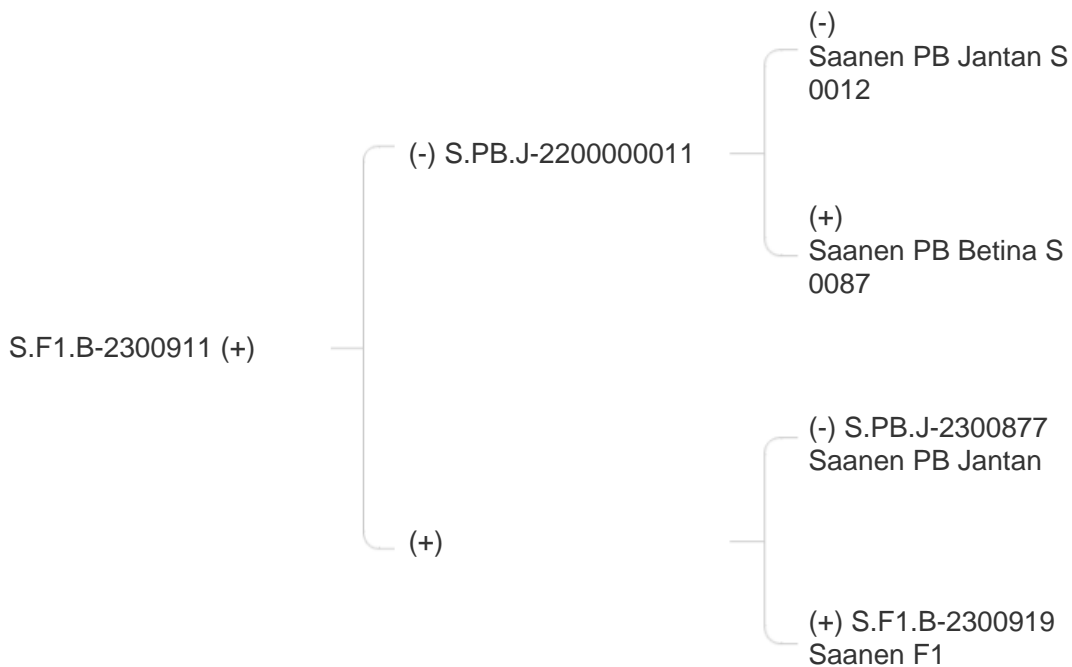 (-)
Saanen PB Jantan S
0012
(-) S.PB.J-2200000011
(+)
Saanen PB Betina S
0087
S.F1.B-2300911 (+)
(-) S.PB.J-2300877
Saanen PB Jantan
(+)
(+) S.F1.B-2300919
Saanen F1